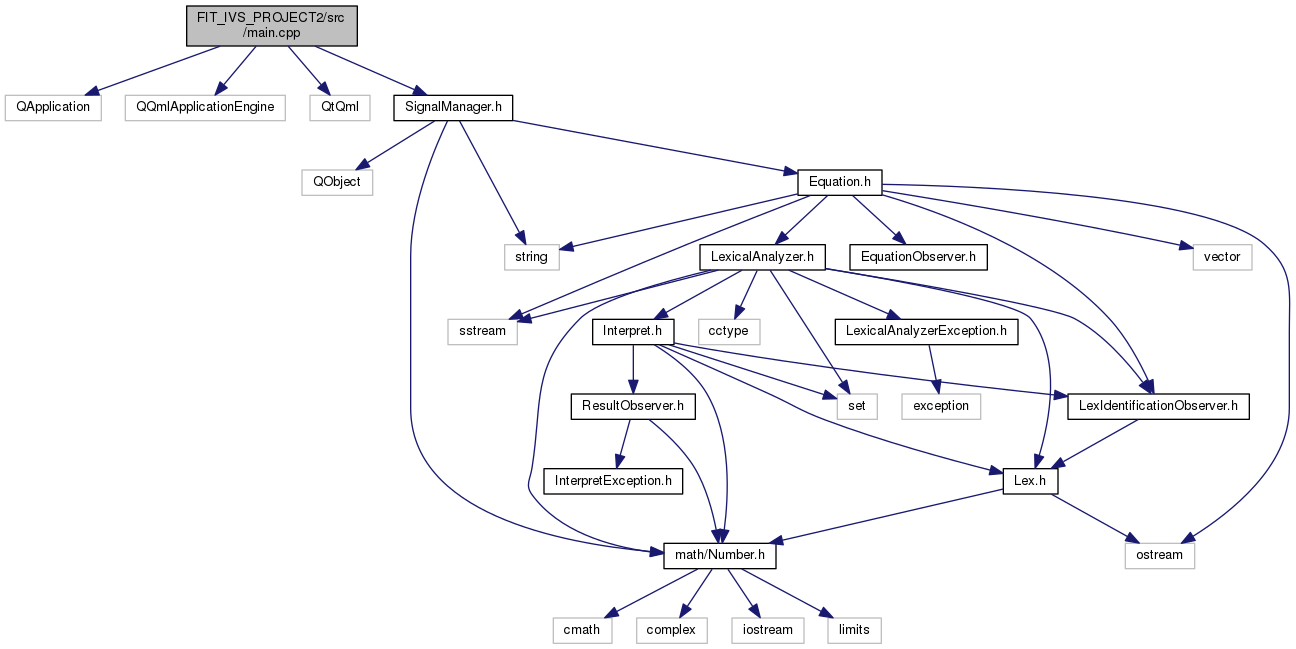 FIT_IVS_PROJECT2/src
/main.cpp
QApplication
QQmlApplicationEngine
QtQml
SignalManager.h
QObject
Equation.h
string
LexicalAnalyzer.h
EquationObserver.h
vector
sstream
Interpret.h
cctype
LexicalAnalyzerException.h
ResultObserver.h
set
exception
LexIdentificationObserver.h
InterpretException.h
Lex.h
math/Number.h
ostream
cmath
complex
iostream
limits